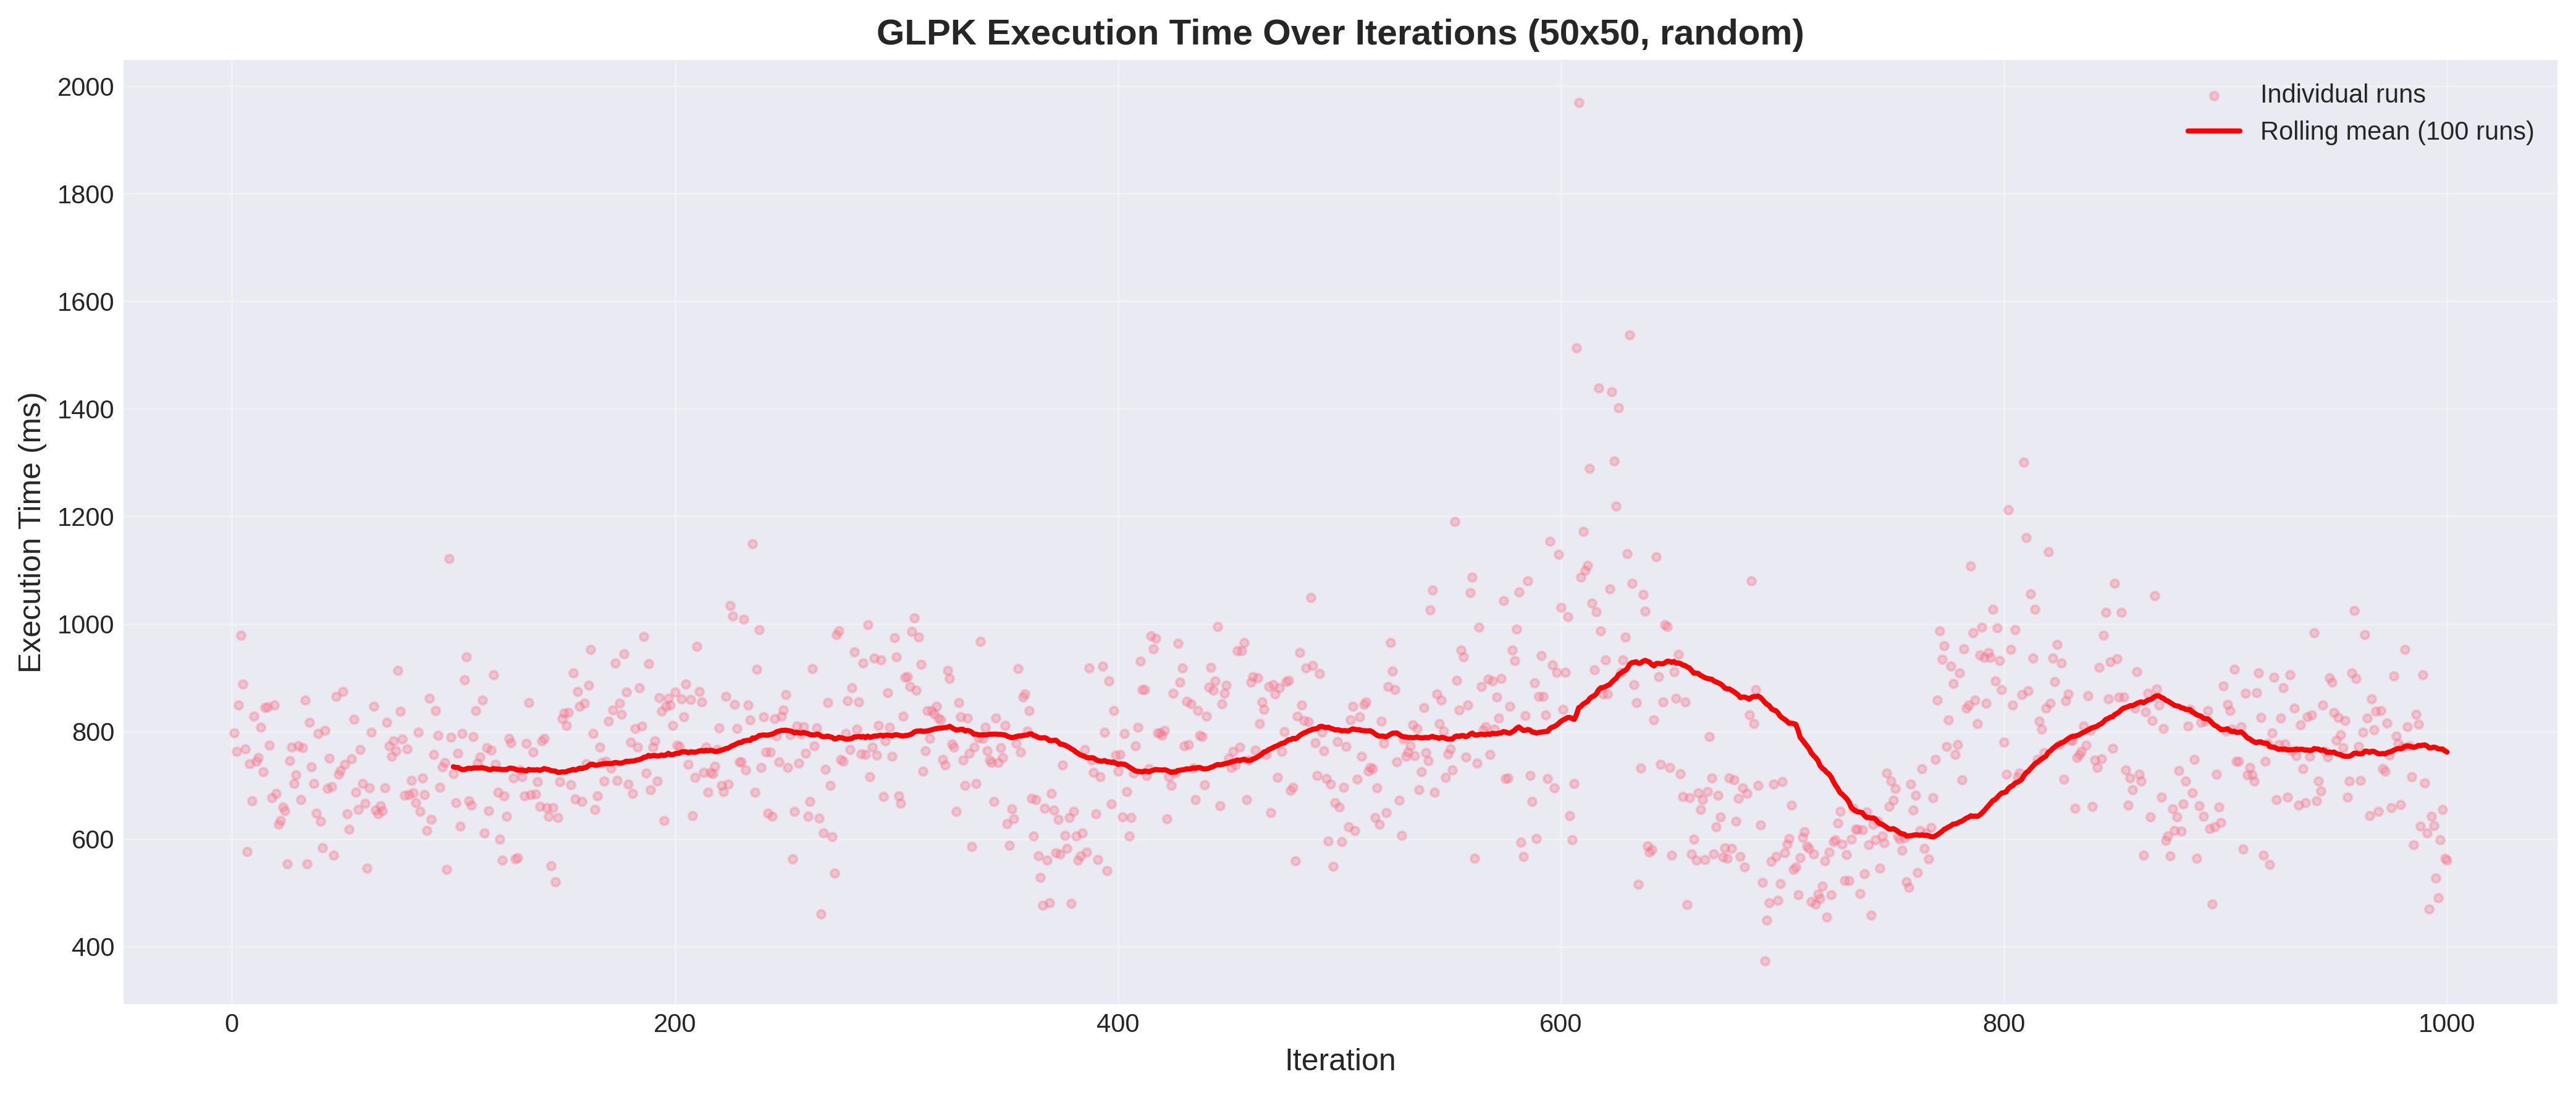 GLPK Execution Time Over Iterations (50x50, random)
Individual runs
Rolling mean (100 runs)
Execution Time (ms)
2000
1800
1600
1400
1200
1000
800
600
400
0 200 400 600 800 1000
Iteration